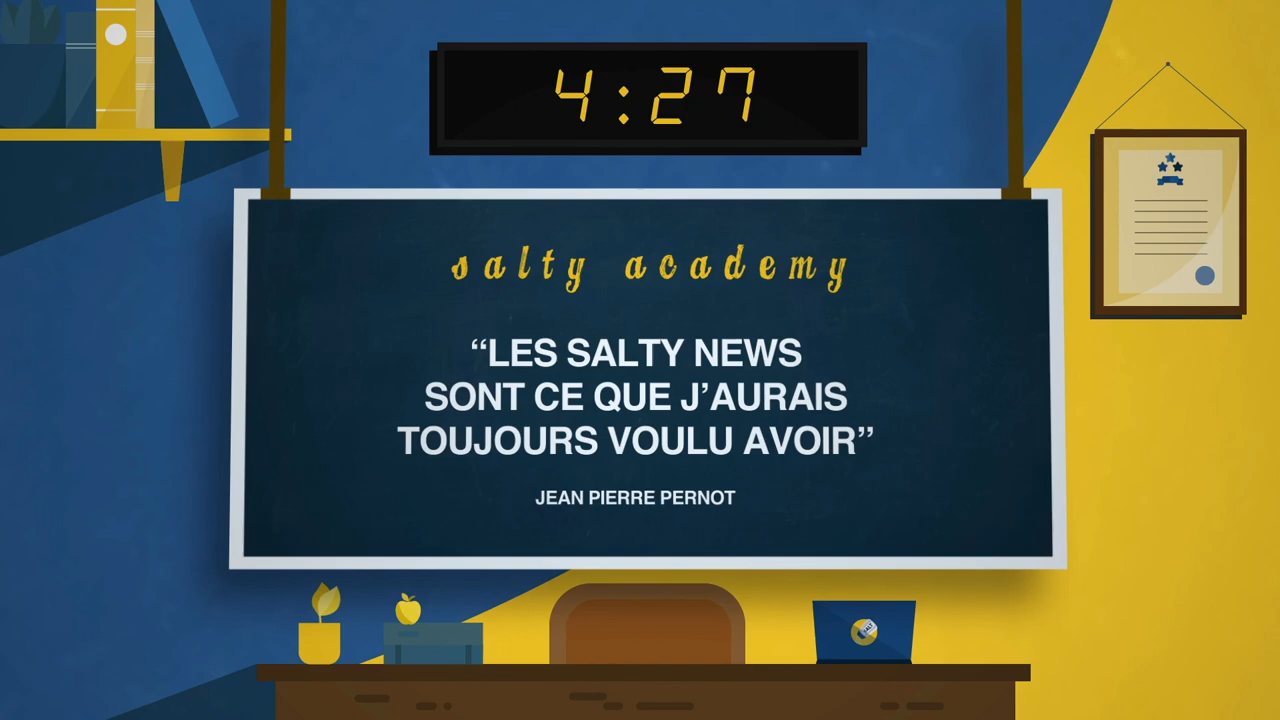 4:27
salty academy
“LES SALTY NEWS
SONT CE QUE J’AURAIS
TOUJOURS VOULU AVOIR”
JEAN PIERRE PERNOT